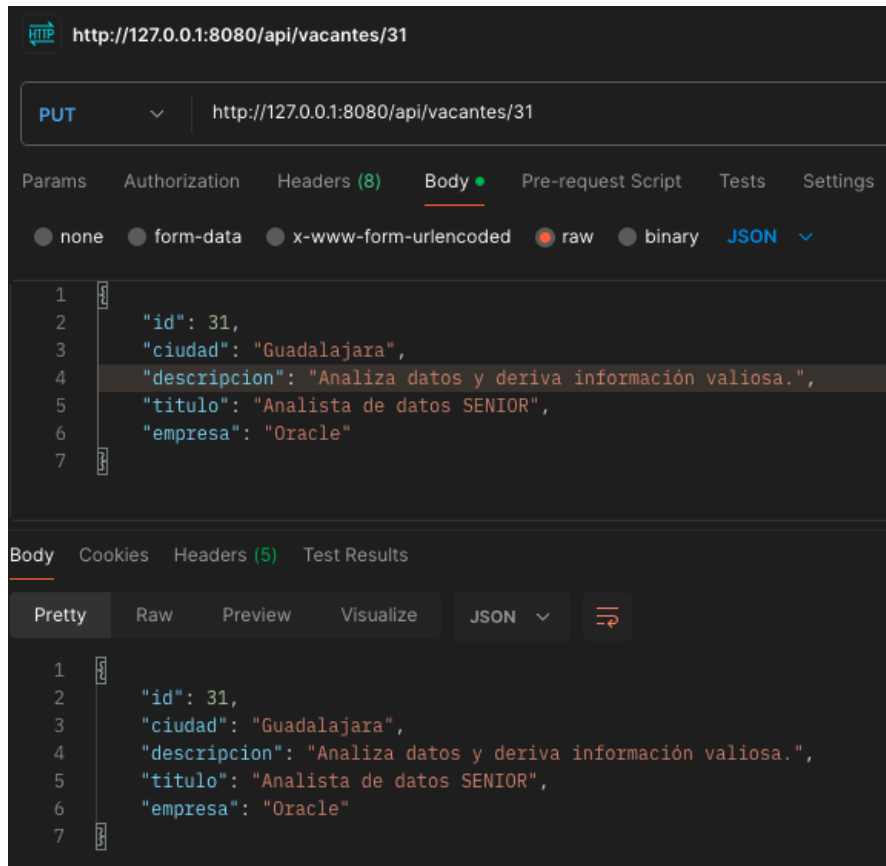 HTTP http://127.0.0.1:8080/api/vacantes/31
PUT http://127.0.0.1:8080/api/vacantes/31
Params Authorization Headers (8) Body Pre-request Script Tests Settings
none form-data x-www-form-urlencoded raw binary JSON
1 {
2 "id": 31,
3 "ciudad": "Guadalajara",
4 "descripcion": "Analiza datos y deriva información valiosa.",
5 "titulo": "Analista de datos SENIOR",
6 "empresa": "Oracle"
7 }
Body Cookies Headers (5) Test Results
Pretty Raw Preview Visualize JSON
1 {
2 "id": 31,
3 "ciudad": "Guadalajara",
4 "descripcion": "Analiza datos y deriva información valiosa.",
5 "titulo": "Analista de datos SENIOR",
6 "empresa": "Oracle"
7 }